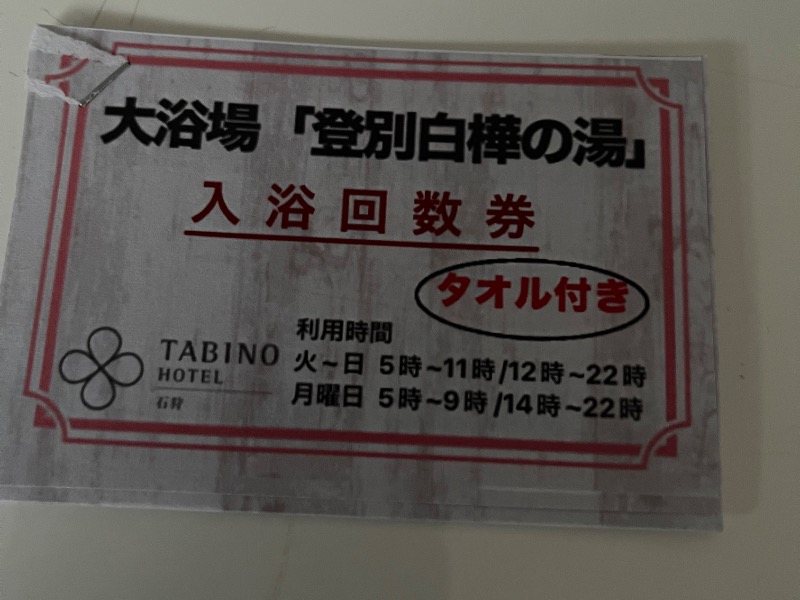 大浴場「登別白樺の湯」
入浴回数券
タオル付き
TABINO
HOTEL
石狩
利用時間
火~日 5時~11時/12時~22時
月曜日 5時~9時/14時~22時